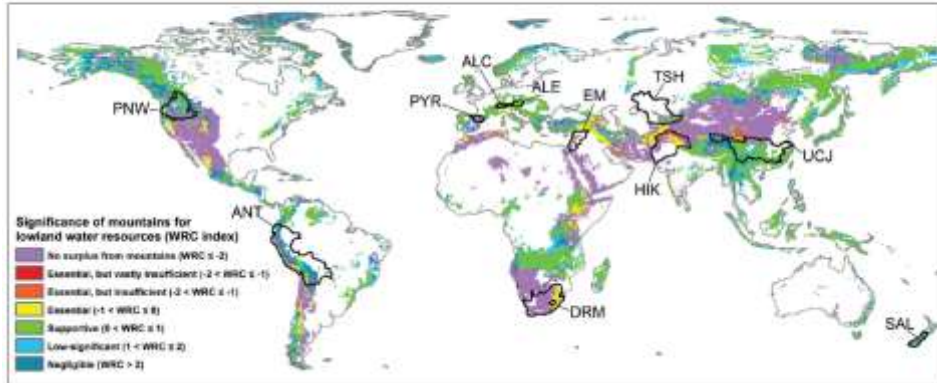 ALC
ALE
TSH
PNW
PYR
EM
UCJ
HIK
ANT
DRM
SAL
Significance of mountains for
lowland water resources (WRC index)
No surplus from mountains (WRC ≤ -2)
Essential, but vastly insufficient (-2 < WRC ≤ -1)
Essential, but insufficient (-2 < WRC ≤ -1)
Essential (-1 < WRC ≤ 0)
Supportive (0 < WRC ≤ 1)
Low-significant (1 < WRC ≤ 2)
Negligible (WRC > 2)